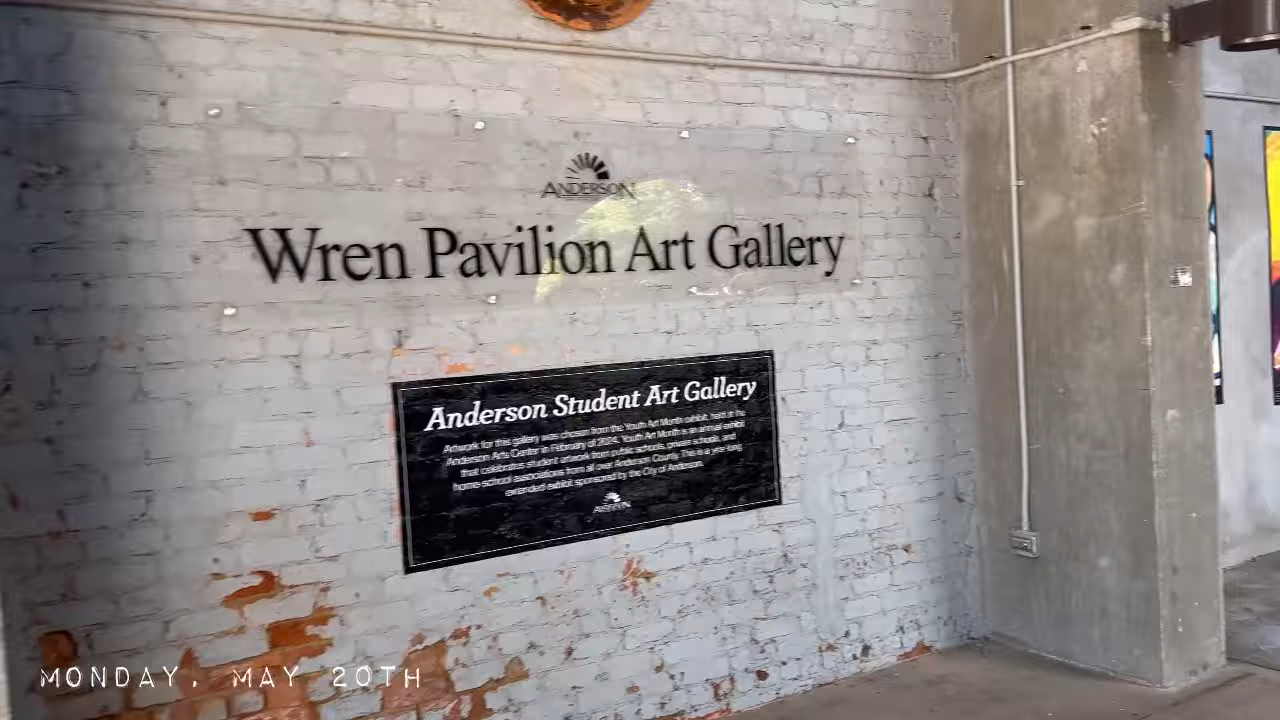 ANDERSON
Wren Pavilion Art Gallery
Anderson Student Art Gallery
Artwork for this gallery was chosen from the Youth Art Month exhibit, held at the
Anderson Arts Center in February of 2024. Youth Art Month is an annual exhibit
that celebrates student artwork from public schools, private schools, and
home-school associations from all over Anderson County. This is a year-long
extended exhibit sponsored by the City of Anderson.
ANDERSON
MONDAY, MAY 20TH